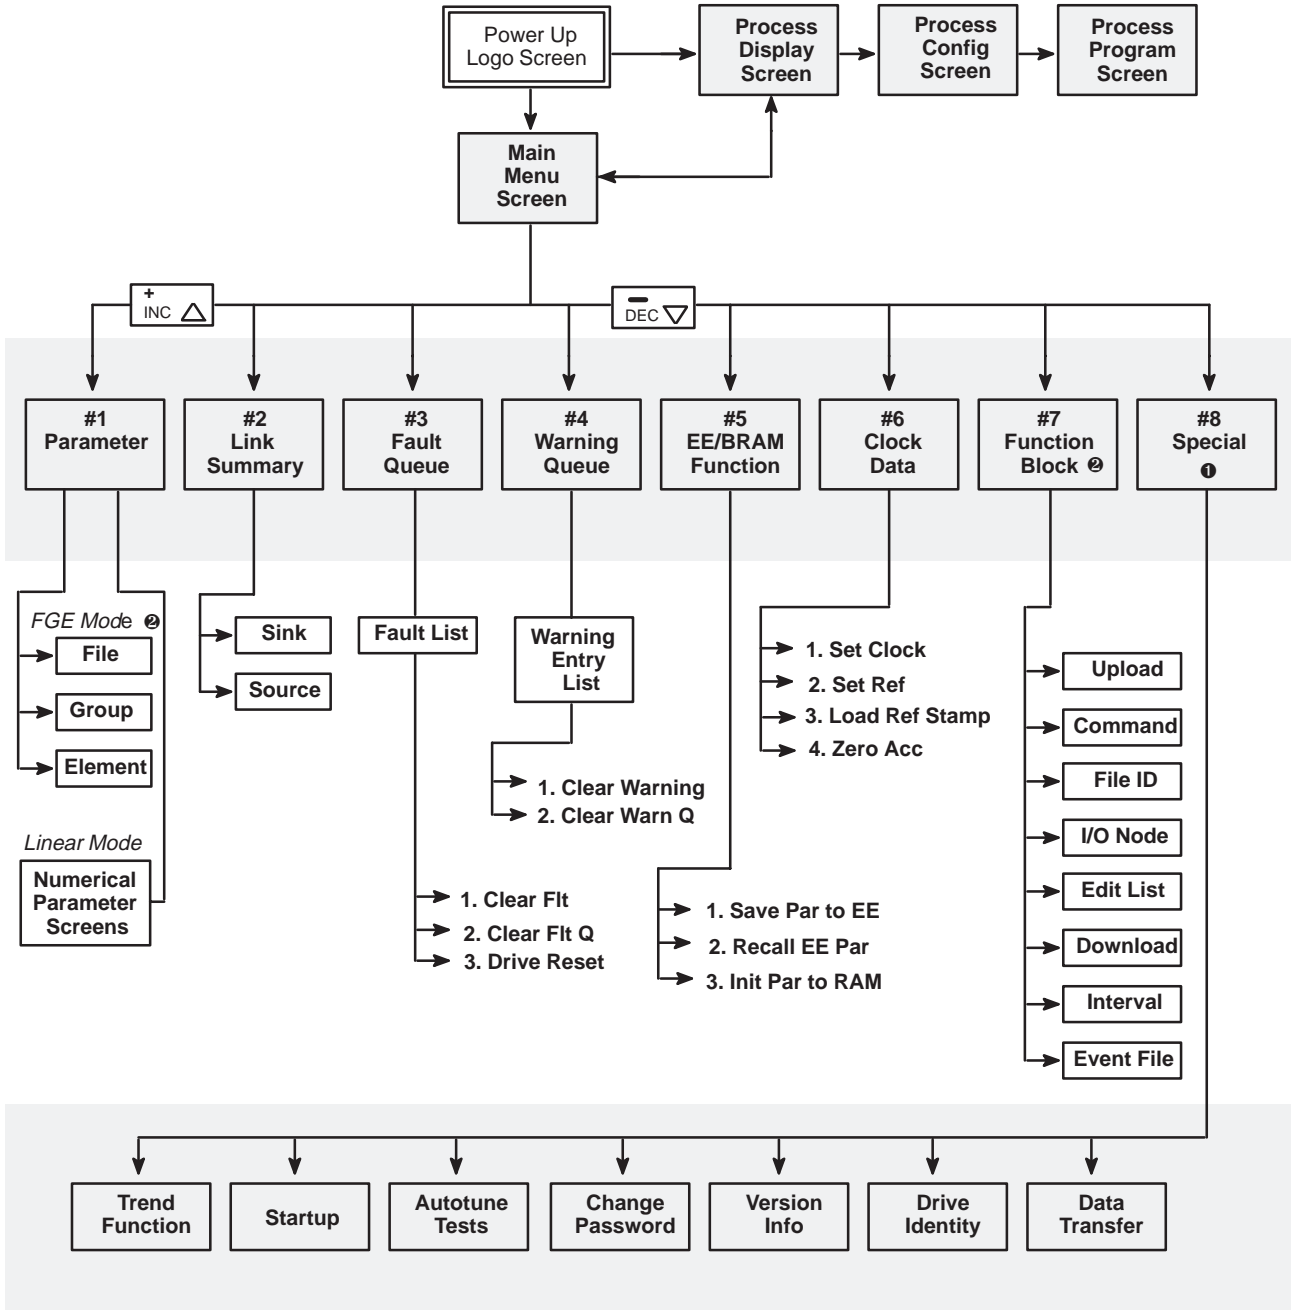 Power Up
Logo Screen
Process
Display
Screen
Process
Config
Screen
Process
Program
Screen
Main
Menu
Screen
+
INC
–
DEC
#1
Parameter
#2
Link
Summary
#3
Fault
Queue
#4
Warning
Queue
#5
EE/BRAM
Function
#6
Clock
Data
#7
Function
Block ❷
#8
Special
❶
FGE Mode ❷
File
Group
Element
Linear Mode
Numerical
Parameter
Screens
Sink
Source
Fault List
1. Clear Flt
2. Clear Flt Q
3. Drive Reset
Warning
Entry
List
1. Clear Warning
2. Clear Warn Q
1. Save Par to EE
2. Recall EE Par
3. Init Par to RAM
1. Set Clock
2. Set Ref
3. Load Ref Stamp
4. Zero Acc
Upload
Command
File ID
I/O Node
Edit List
Download
Interval
Event File
Trend
Function
Startup
Autotune
Tests
Change
Password
Version
Info
Drive
Identity
Data
Transfer